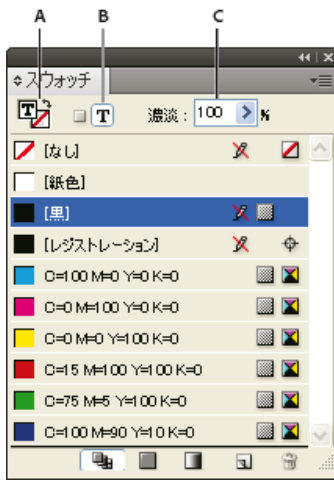 A B C
スウォッチ
T T 濃淡 : 100 %
[なし]
[紙色]
[黒]
[レジストレーション]
C=100 M=0 Y=0 K=0
C=0 M=100 Y=0 K=0
C=0 M=0 Y=100 K=0
C=15 M=100 Y=100 K=0
C=75 M=5 Y=100 K=0
C=100 M=90 Y=10 K=0